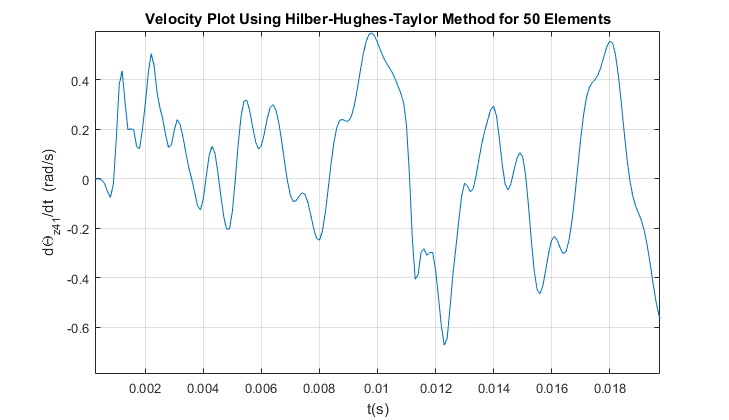 Velocity Plot Using Hilber-Hughes-Taylor Method for 50 Elements
0.4
0.2
0
-0.2
-0.4
-0.6
dΘz41/dt (rad/s)
0.002 0.004 0.006 0.008 0.01 0.012 0.014 0.016 0.018
t(s)